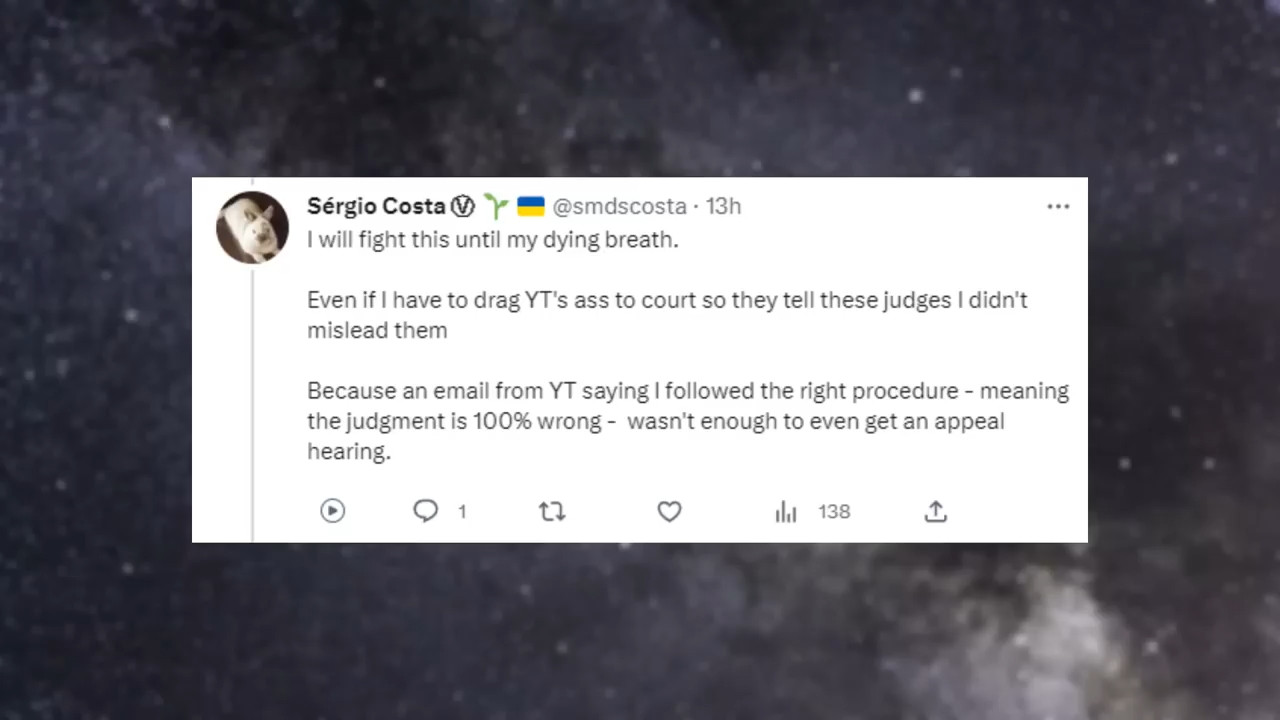 Sérgio Costa Ⓥ 🌱 🇺🇦 @smdscosta · 13h
I will fight this until my dying breath.
Even if I have to drag YT's ass to court so they tell these judges I didn't
mislead them
Because an email from YT saying I followed the right procedure - meaning
the judgment is 100% wrong -  wasn't enough to even get an appeal
hearing.
1 138